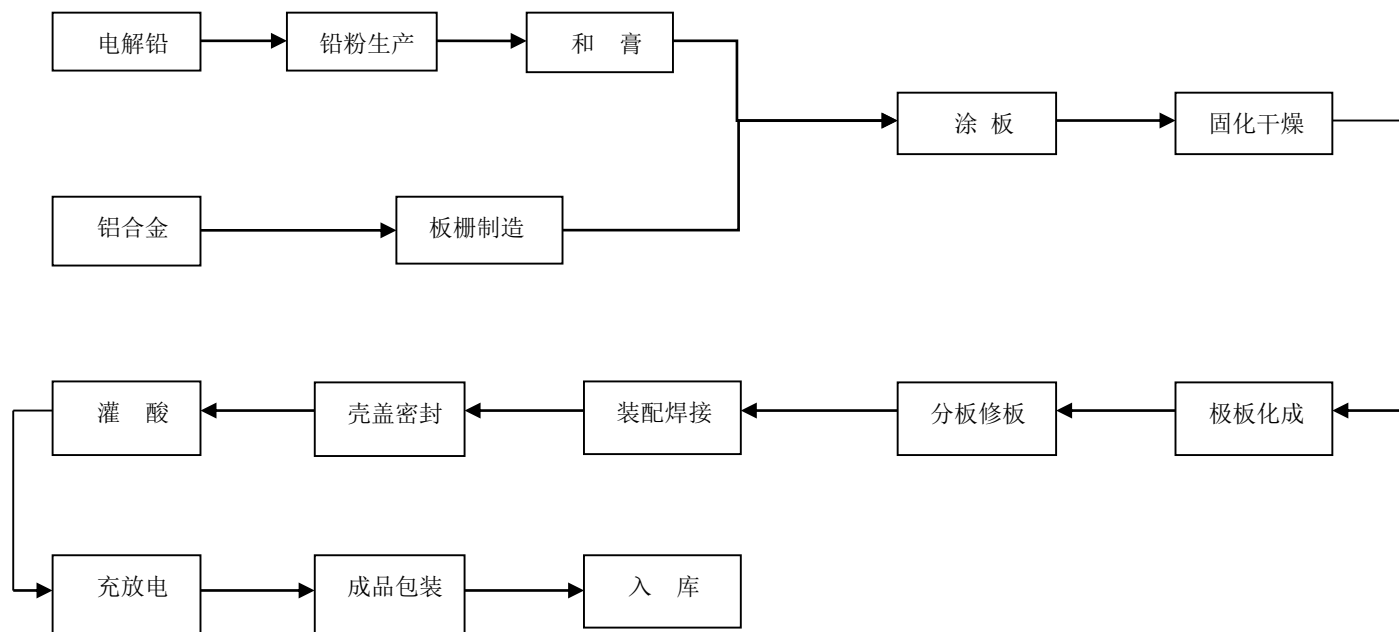 电解铅
铅粉生产
和 膏
涂 板
固化干燥
铝合金
板栅制造
灌 酸
壳盖密封
装配焊接
分板修板
极板化成
充放电
成品包装
入 库